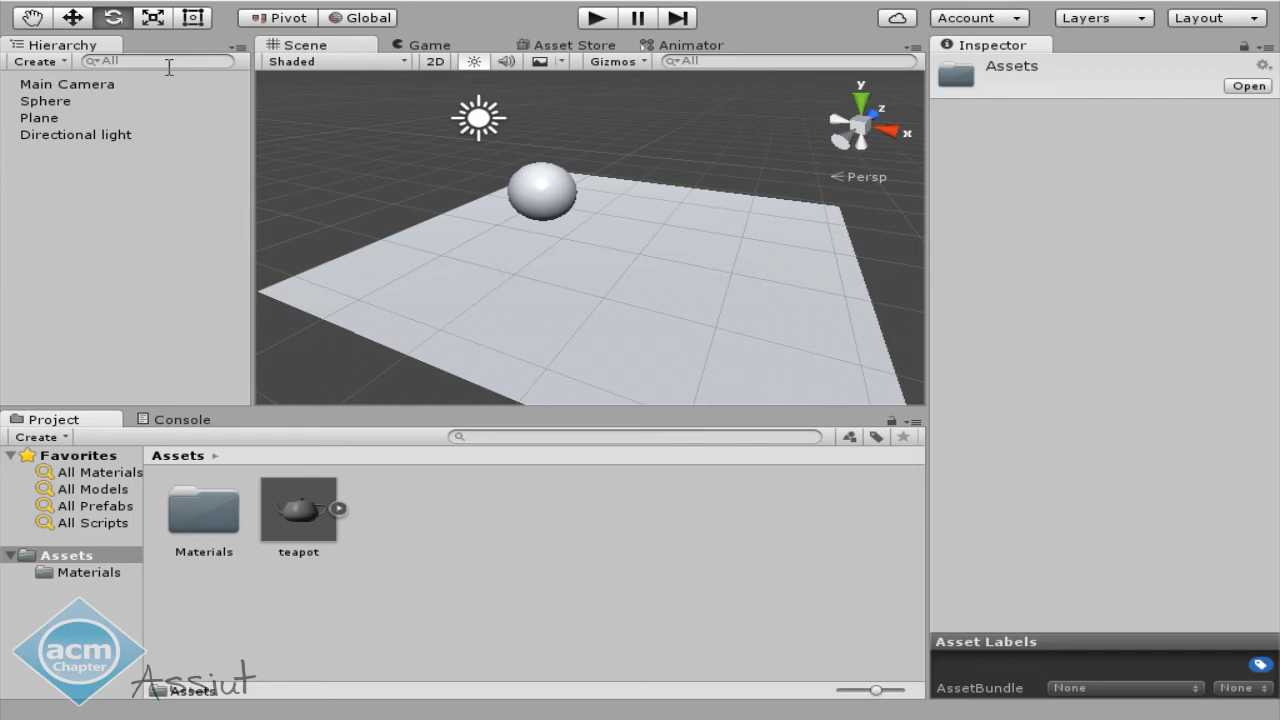 Pivot Global Account Layers Layout
Hierarchy Scene Game Asset Store Animator Inspector
Create All Shaded 2D Gizmos All Assets
Open
Main Camera
Sphere
Plane
Directional light
y
z
x
Persp
Project Console
Create
Favorites Assets
All Materials
All Models
All Prefabs
All Scripts
Materials teapot
Assets
Materials
acm
Chapter
Assiut
Assets
Asset Labels
AssetBundle None None